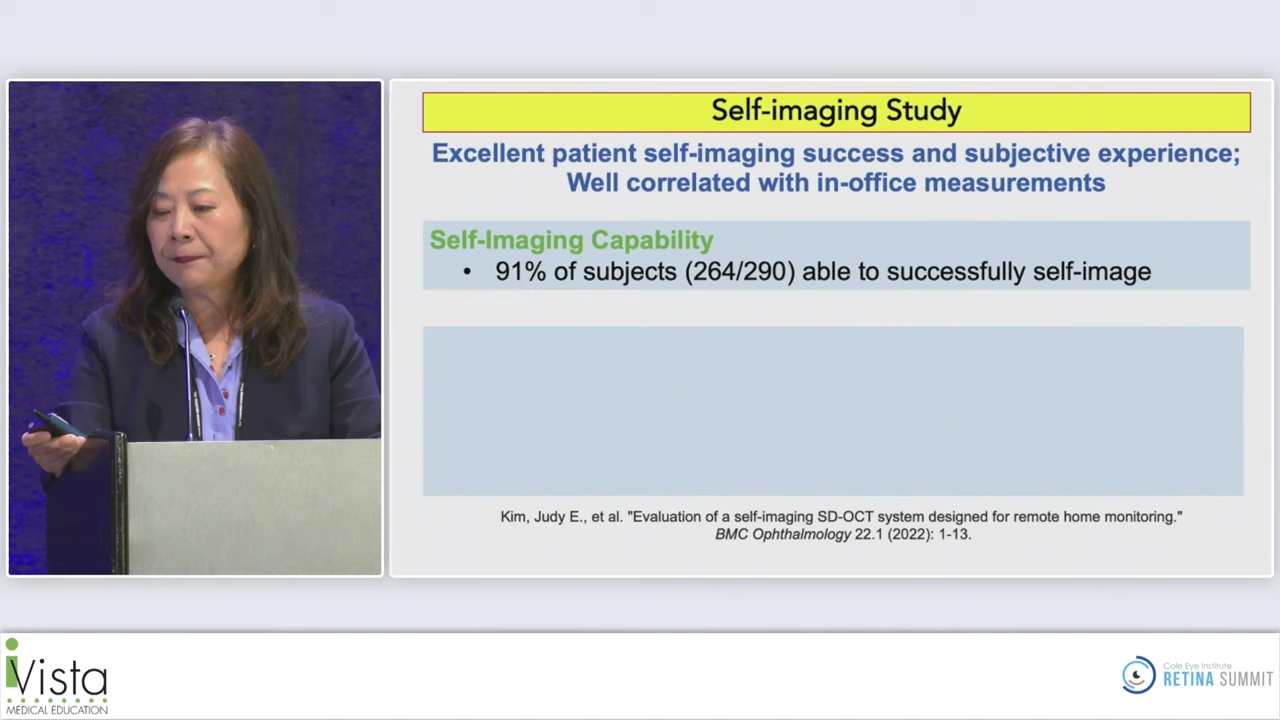 Self-imaging Study
Excellent patient self-imaging success and subjective experience;
Well correlated with in-office measurements
Self-Imaging Capability
• 91% of subjects (264/290) able to successfully self-image
Kim, Judy E., et al. "Evaluation of a self-imaging SD-OCT system designed for remote home monitoring."
BMC Ophthalmology 22.1 (2022): 1-13.
iVista
MEDICAL EDUCATION
Cole Eye Institute
RETINA SUMMIT